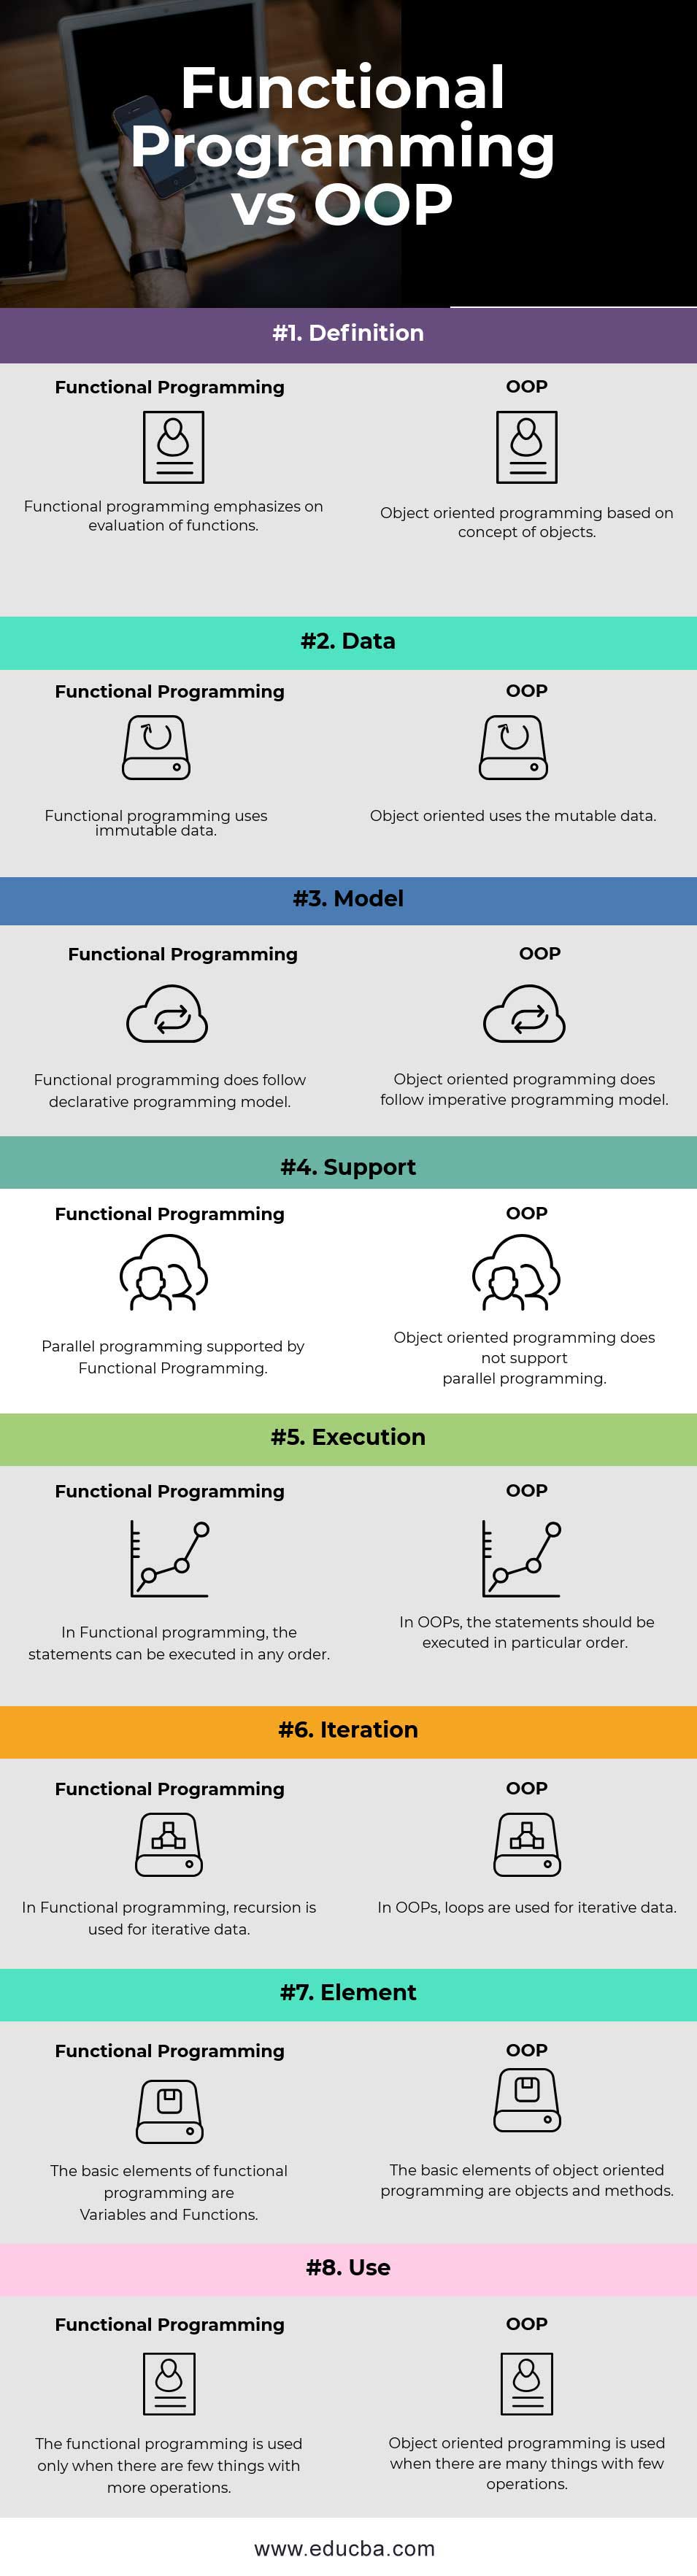 Functional
Programming
vs OOP
#1. Definition
Functional Programming
Functional programming emphasizes on
evaluation of functions.
OOP
Object oriented programming based on
concept of objects.
#2. Data
Functional Programming
Functional programming uses
immutable data.
OOP
Object oriented uses the mutable data.
#3. Model
Functional Programming
Functional programming does follow
declarative programming model.
OOP
Object oriented programming does
follow imperative programming model.
#4. Support
Functional Programming
Parallel programming supported by
Functional Programming.
OOP
Object oriented programming does
not support
parallel programming.
#5. Execution
Functional Programming
In Functional programming, the
statements can be executed in any order.
OOP
In OOPs, the statements should be
executed in particular order.
#6. Iteration
Functional Programming
In Functional programming, recursion is
used for iterative data.
OOP
In OOPs, loops are used for iterative data.
#7. Element
Functional Programming
The basic elements of functional
programming are
Variables and Functions.
OOP
The basic elements of object oriented
programming are objects and methods.
#8. Use
Functional Programming
The functional programming is used
only when there are few things with
more operations.
OOP
Object oriented programming is used
when there are many things with few
operations.
www.educba.com